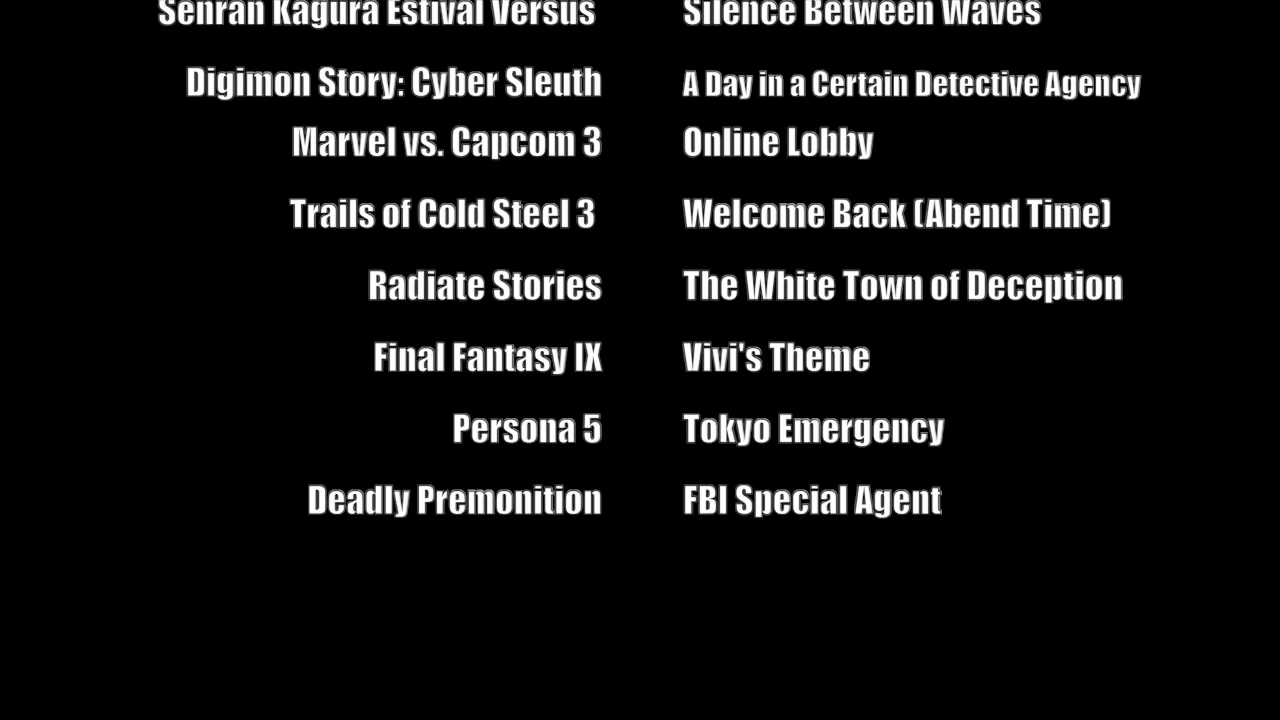 Senran Kagura Estival Versus Silence Between Waves
Digimon Story: Cyber Sleuth A Day in a Certain Detective Agency
Marvel vs. Capcom 3 Online Lobby
Trails of Cold Steel 3 Welcome Back (Abend Time)
Radiate Stories The White Town of Deception
Final Fantasy IX Vivi's Theme
Persona 5 Tokyo Emergency
Deadly Premonition FBI Special Agent